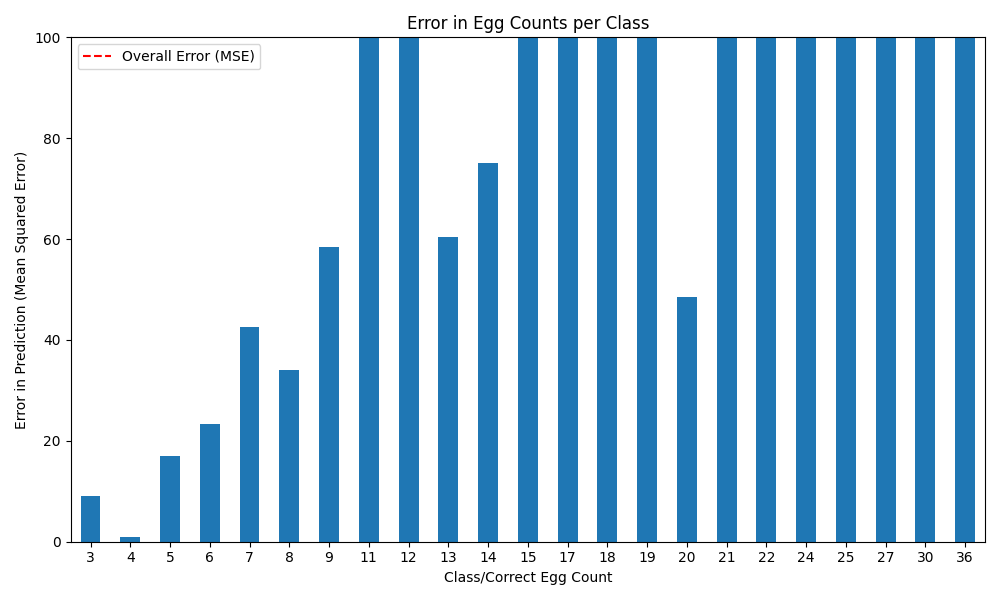 Error in Egg Counts per Class
Overall Error (MSE)
Error in Prediction (Mean Squared Error)
100
80
60
40
20
0
3 4 5 6 7 8 9 11 12 13 14 15 17 18 19 20 21 22 24 25 27 30 36
Class/Correct Egg Count